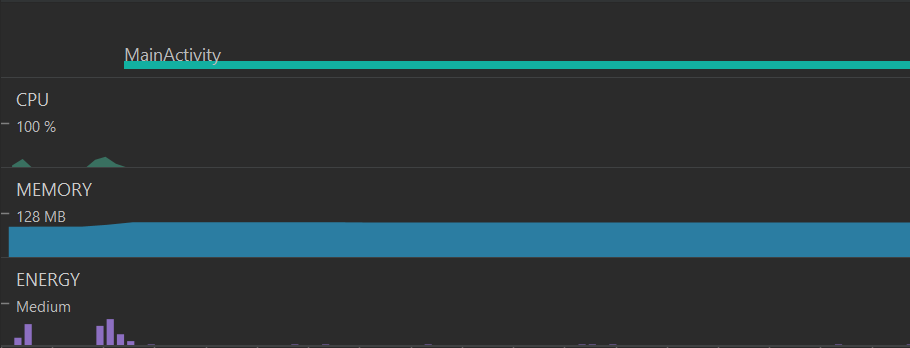 MainActivity
CPU
100 %
MEMORY
128 MB
ENERGY
Medium